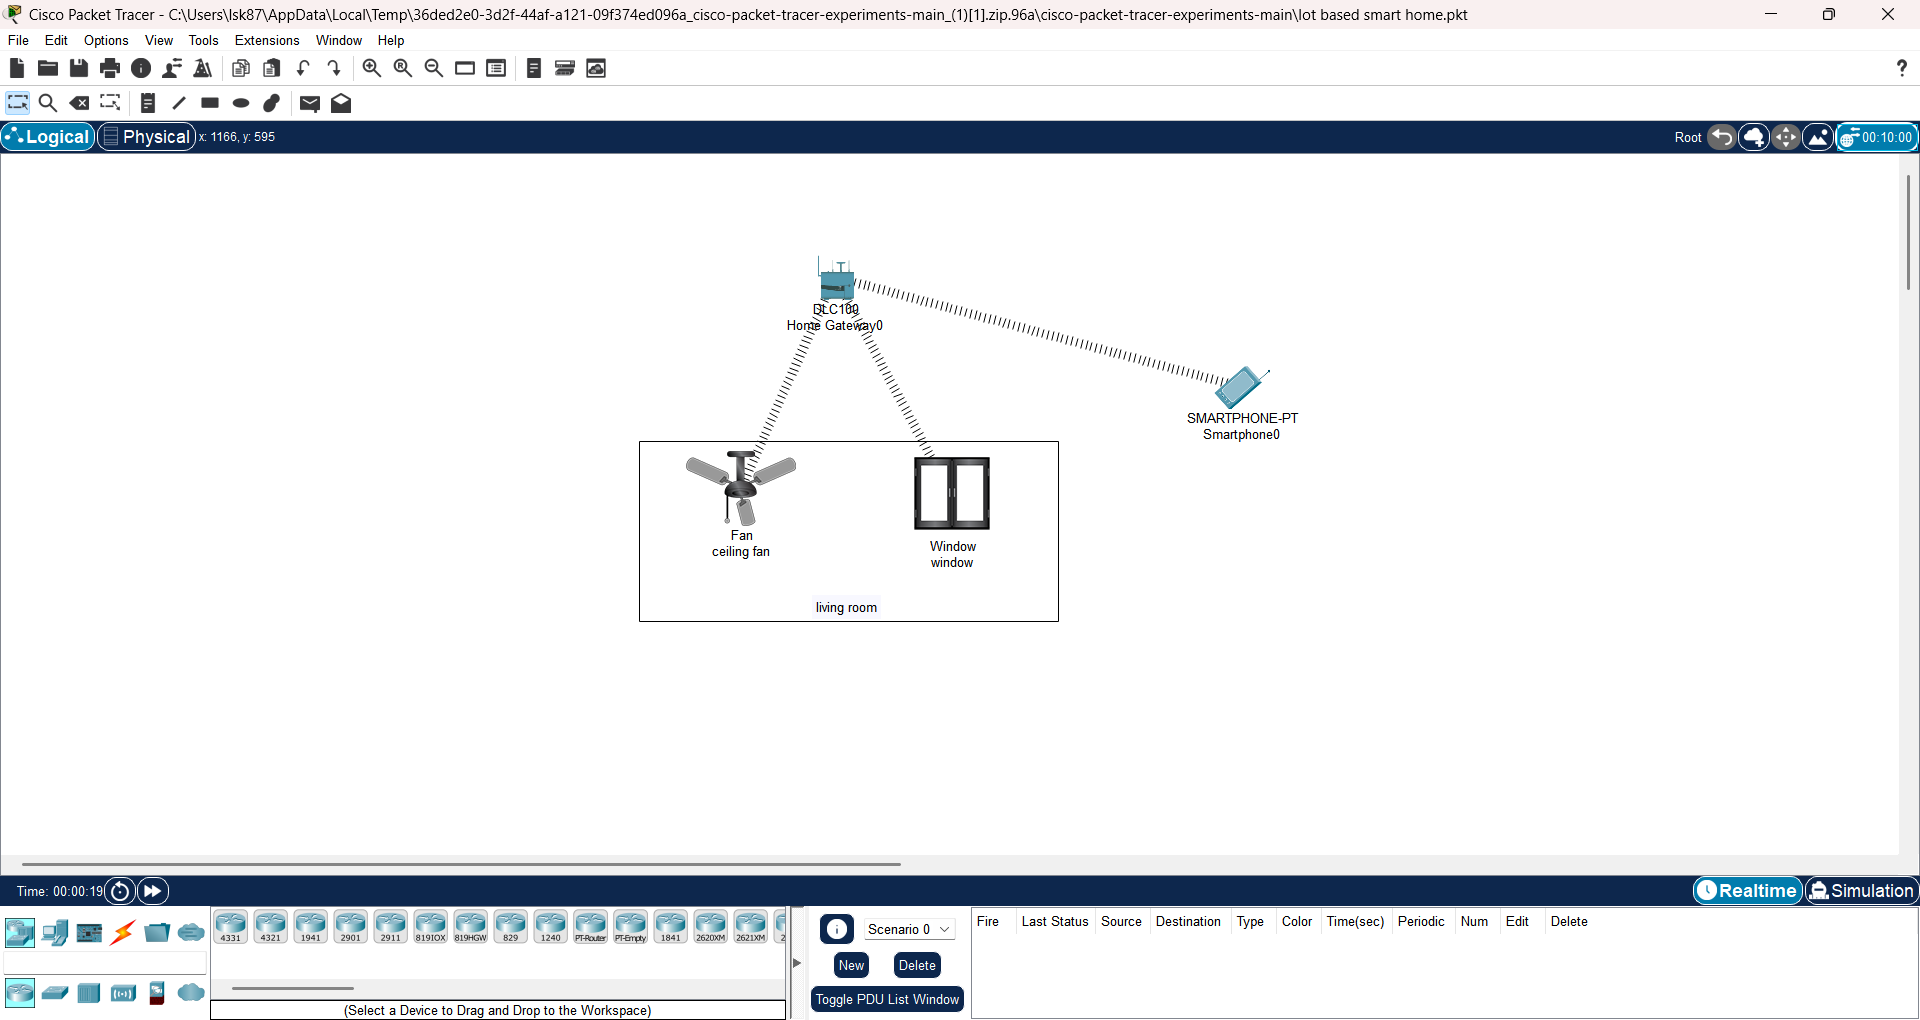 Cisco Packet Tracer - C:\Users\lsk87\AppData\Local\Temp\36ded2e0-3d2f-44af-a121-09f374ed096a_cisco-packet-tracer-experiments-main_(1)[1].zip.96a\cisco-packet-tracer-experiments-main\Iot based smart home.pkt
File Edit Options View Tools Extensions Window Help
Logical Physical x: 1166, y: 595 Root 00:10:00
DLC100
Home Gateway0
SMARTPHONE-PT
Smartphone0
Fan
ceiling fan
Window
window
living room
Time: 00:00:19 Realtime Simulation
4331 4321 1941 2901 2911 819IOX 819HGW 829 1240 PT-Router PT-Empty 1841 2620XM 2621XM 2
Scenario 0
New Delete
Toggle PDU List Window
Fire Last Status Source Destination Type Color Time(sec) Periodic Num Edit Delete
(Select a Device to Drag and Drop to the Workspace)